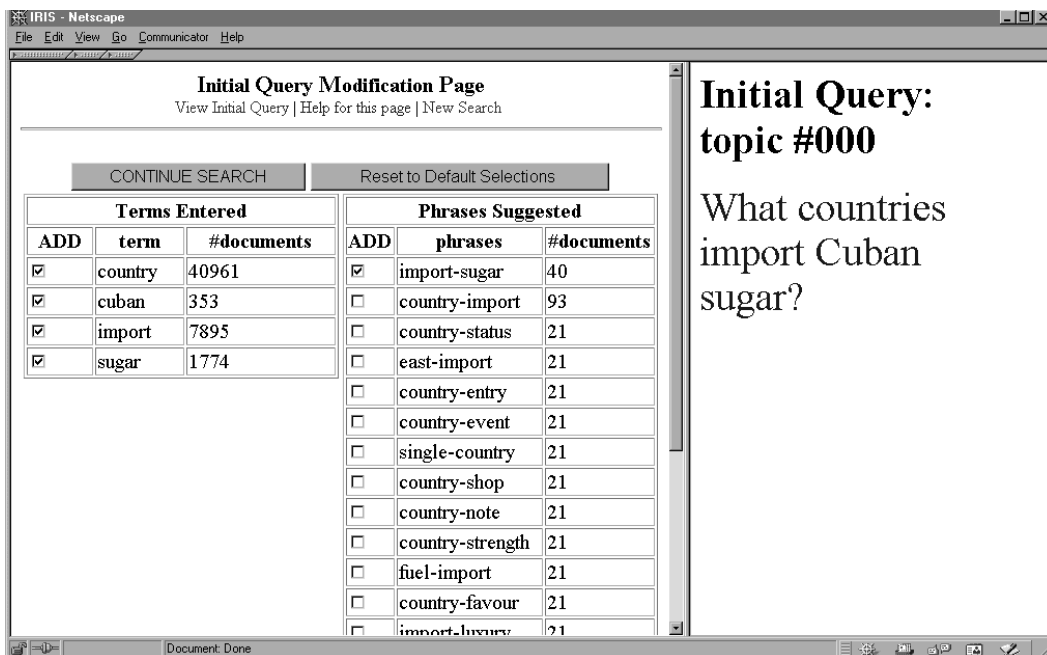 IRIS - Netscape
File Edit View Go Communicator Help
Initial Query Modification Page
View Initial Query | Help for this page | New Search
CONTINUE SEARCH Reset to Default Selections
Terms Entered
ADD term #documents
country 40961
cuban 353
import 7895
sugar 1774
Phrases Suggested
ADD phrases #documents
import-sugar 40
country-import 93
country-status 21
east-import 21
country-entry 21
country-event 21
single-country 21
country-shop 21
country-note 21
country-strength 21
fuel-import 21
country-favour 21
import-luxury 21
Initial Query:
topic #000
What countries
import Cuban
sugar?
Document: Done